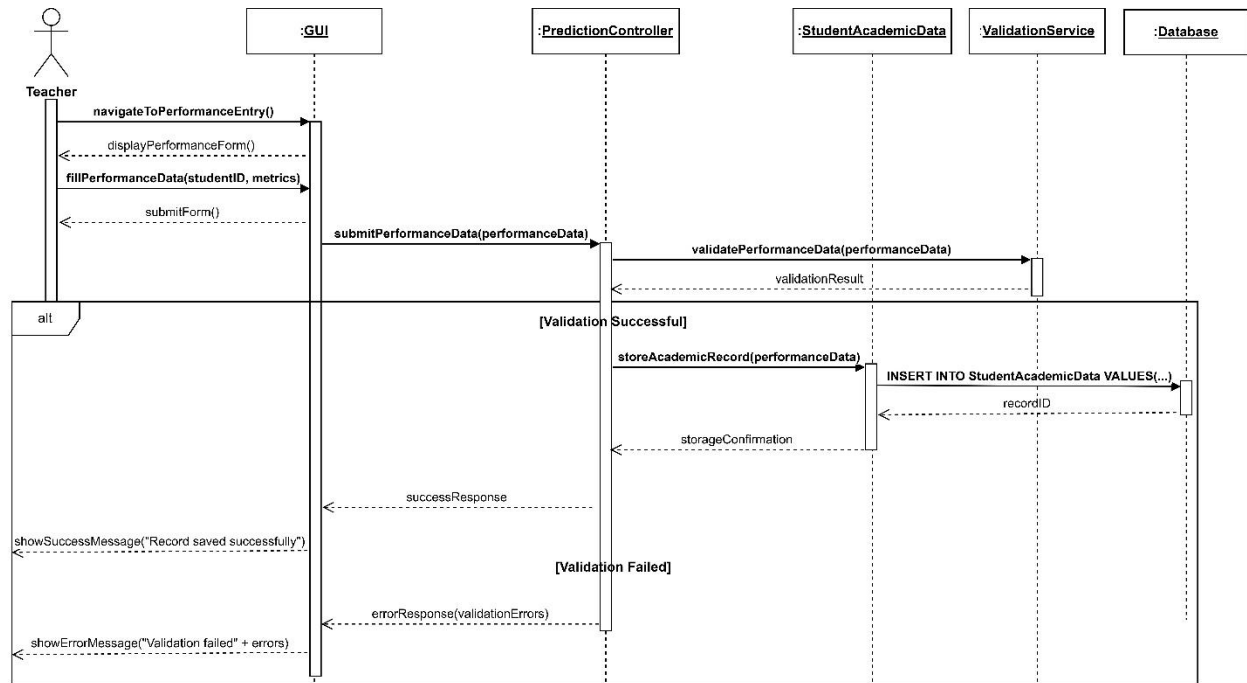 :GUI
:PredictionController
:StudentAcademicData
:ValidationService
:Database
Teacher
navigateToPerformanceEntry()
displayPerformanceForm()
fillPerformanceData(studentID, metrics)
submitForm()
submitPerformanceData(performanceData)
validatePerformanceData(performanceData)
validationResult
alt
[Validation Successful]
storeAcademicRecord(performanceData)
INSERT INTO StudentAcademicData VALUES(...)
recordID
storageConfirmation
successResponse
showSuccessMessage("Record saved successfully")
[Validation Failed]
errorResponse(validationErrors)
showErrorMessage("Validation failed" + errors)